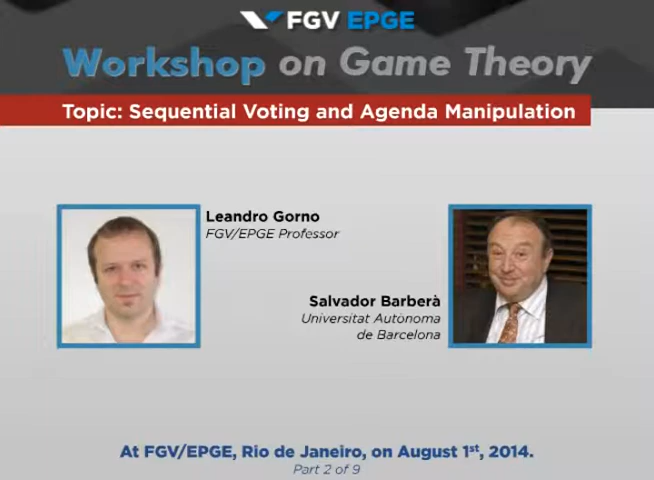 FGV EPGE
Workshop on Game Theory
Topic: Sequential Voting and Agenda Manipulation
Leandro Gorno
FGV/EPGE Professor
Salvador Barberà
Universitat Autònoma
de Barcelona
At FGV/EPGE, Rio de Janeiro, on August 1st, 2014.
Part 2 of 9